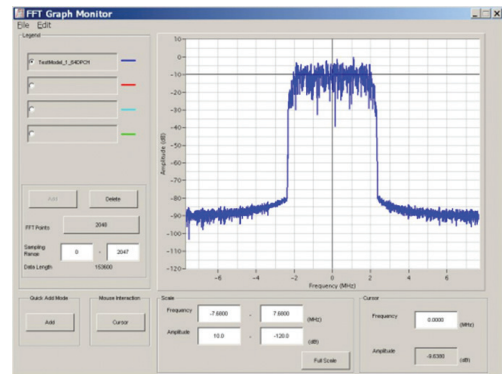 FFT Graph Monitor
File Edit
Legend
TestModel_1_64DPCH
Add
Delete
FFT Points
2048
Sampling Range
0 - 2047
Data Length
153600
Quick Add Mode
Add
Mouse Interaction
Cursor
10
0
-10
-20
-30
-40
-50
-60
-70
-80
-90
-100
-110
-120
Amplitude (dB)
-6 -4 -2 0 2 4 6
Frequency (MHz)
Scale
Frequency
-7.6800 - 7.6800 (MHz)
Amplitude
10.0 - -120.0 (dB)
Full Scale
Cursor
Frequency
0.0000 (MHz)
Amplitude
(dB)